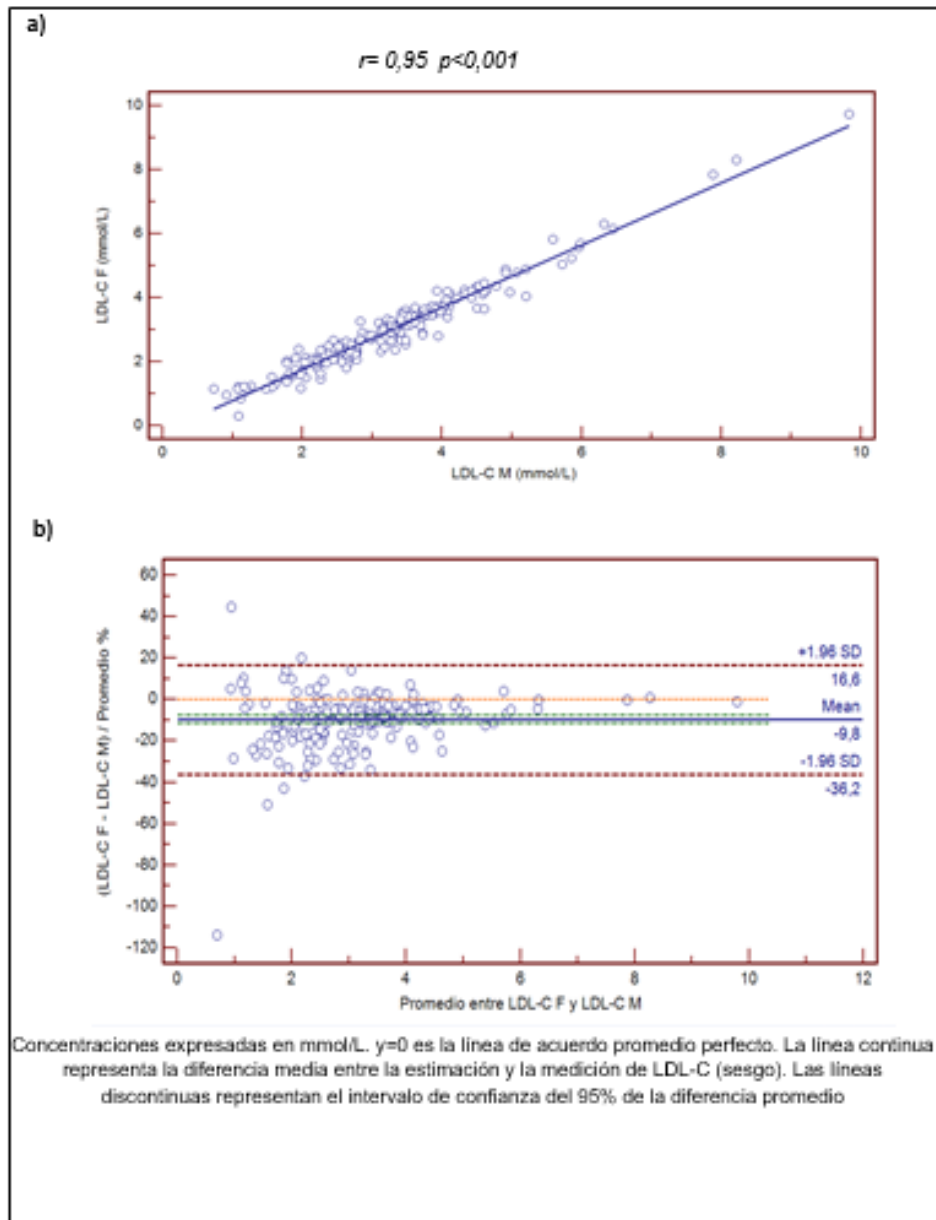 a)
r= 0,95 p<0,001
10
8
6
4
2
0
LDL-C F (mmol/L)
0 2 4 6 8 10
LDL-C M (mmol/L)
b)
60
40
20
0
-20
-40
-60
-80
-100
-120
(LDL-C F - LDL-C M) / Promedio %
+1.96 SD
16,6
Mean
-9,8
-1.96 SD
-36,2
0 2 4 6 8 10 12
Promedio entre LDL-C F y LDL-C M
Concentraciones expresadas en mmol/L. y=0 es la línea de acuerdo promedio perfecto. La línea continua
representa la diferencia media entre la estimación y la medición de LDL-C (sesgo). Las líneas
discontinuas representan el intervalo de confianza del 95% de la diferencia promedio